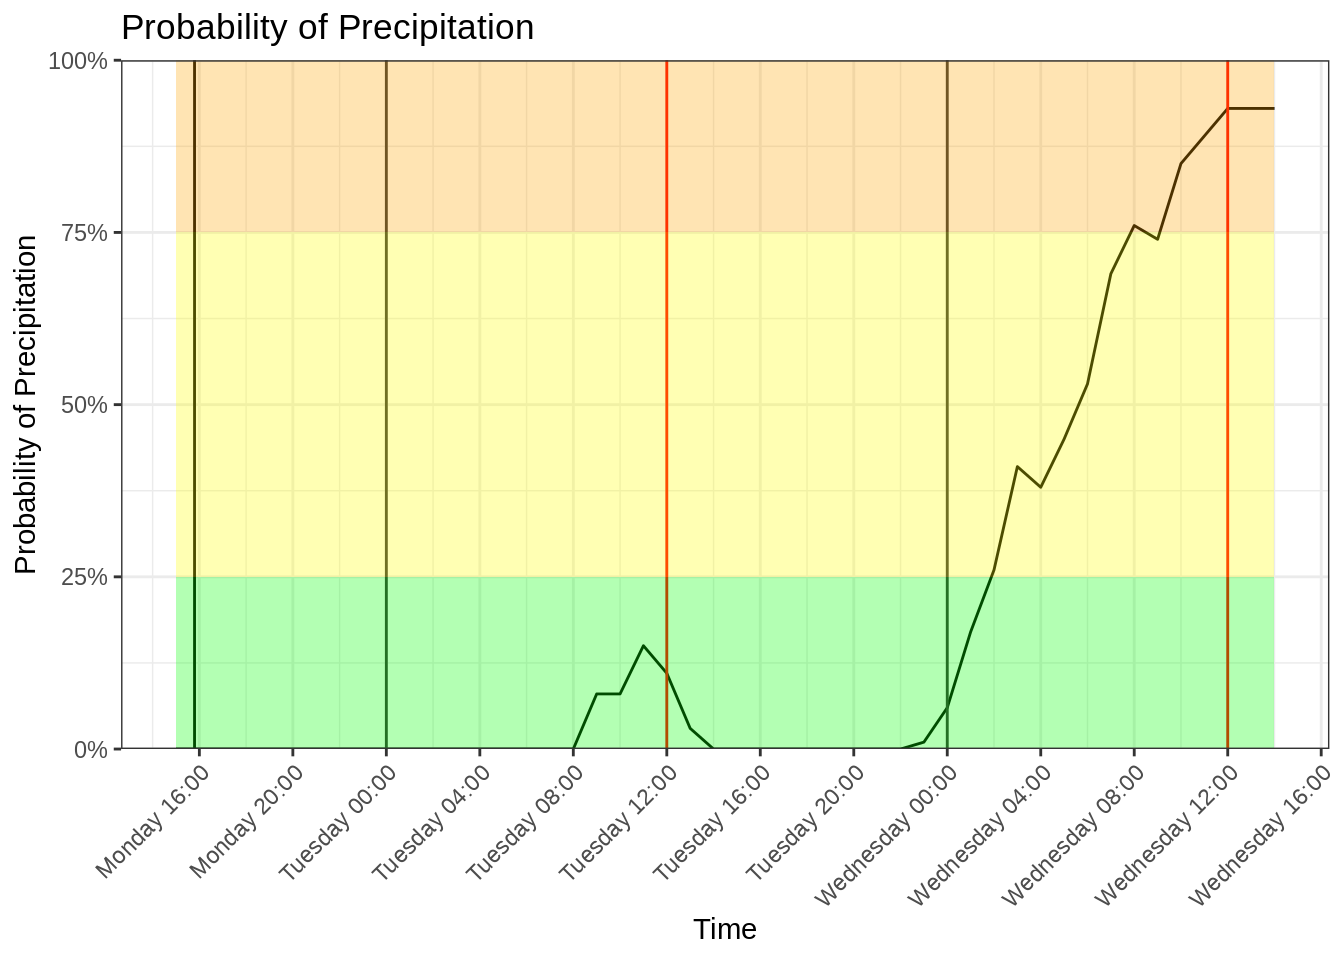 Probability of Precipitation
Probability of Precipitation
100%
75%
50%
25%
0%
Monday 16:00
Monday 20:00
Tuesday 00:00
Tuesday 04:00
Tuesday 08:00
Tuesday 12:00
Tuesday 16:00
Tuesday 20:00
Wednesday 00:00
Wednesday 04:00
Wednesday 08:00
Wednesday 12:00
Wednesday 16:00
Time